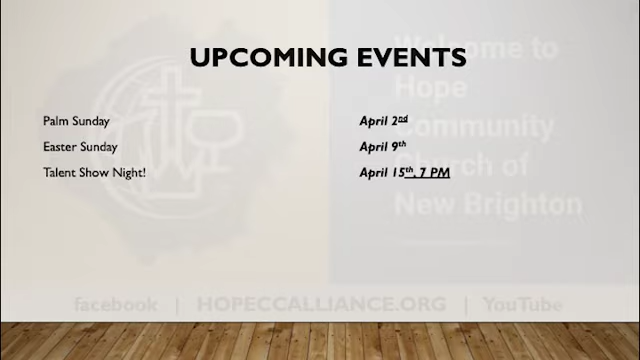 UPCOMING EVENTS
Welcome to
Hope
Community
Church of
New Brighton
Palm Sunday April 2nd
Easter Sunday April 9th
Talent Show Night! April 15th, 7 PM
facebook | HOPECCALLIANCE.ORG | YouTube